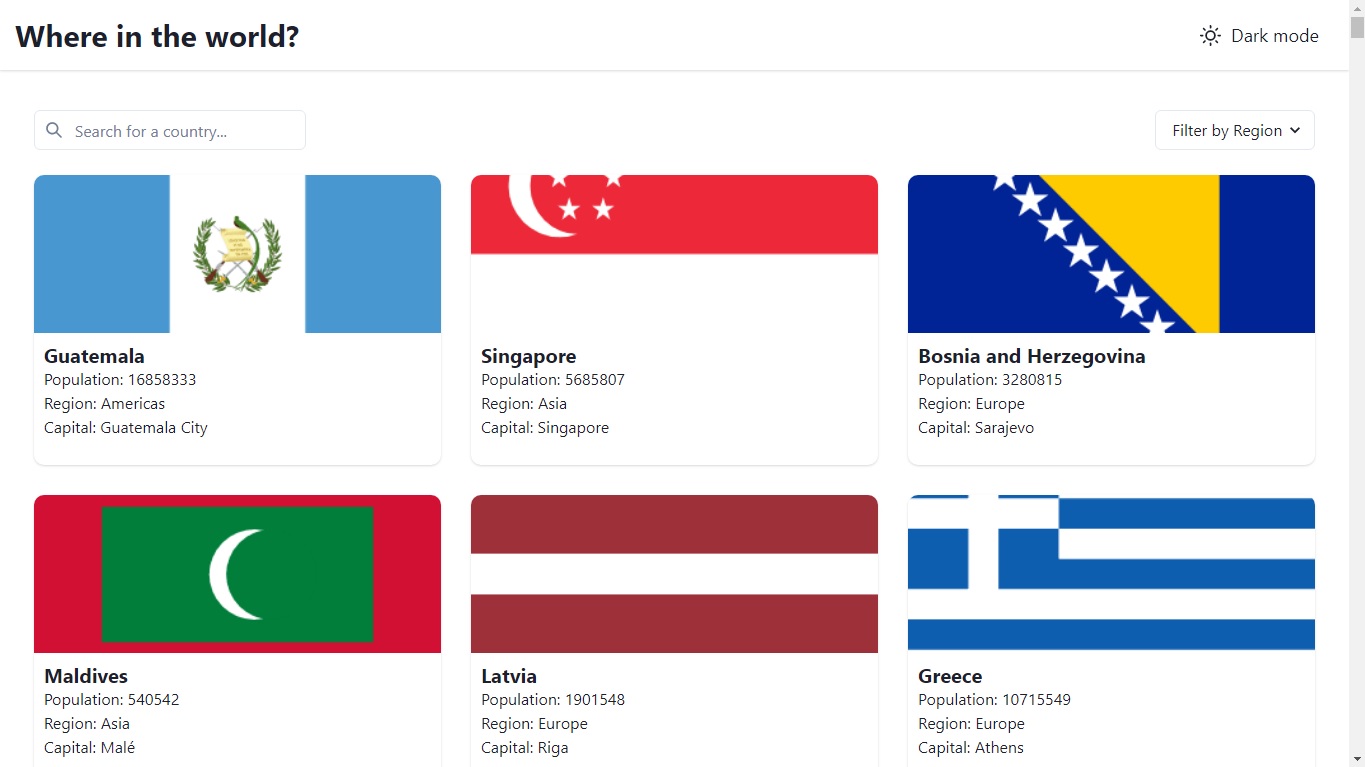 Where in the world?
Dark mode
Search for a country...
Filter by Region
Guatemala
Population: 16858333
Region: Americas
Capital: Guatemala City
Singapore
Population: 5685807
Region: Asia
Capital: Singapore
Bosnia and Herzegovina
Population: 3280815
Region: Europe
Capital: Sarajevo
Maldives
Population: 540542
Region: Asia
Capital: Malé
Latvia
Population: 1901548
Region: Europe
Capital: Riga
Greece
Population: 10715549
Region: Europe
Capital: Athens